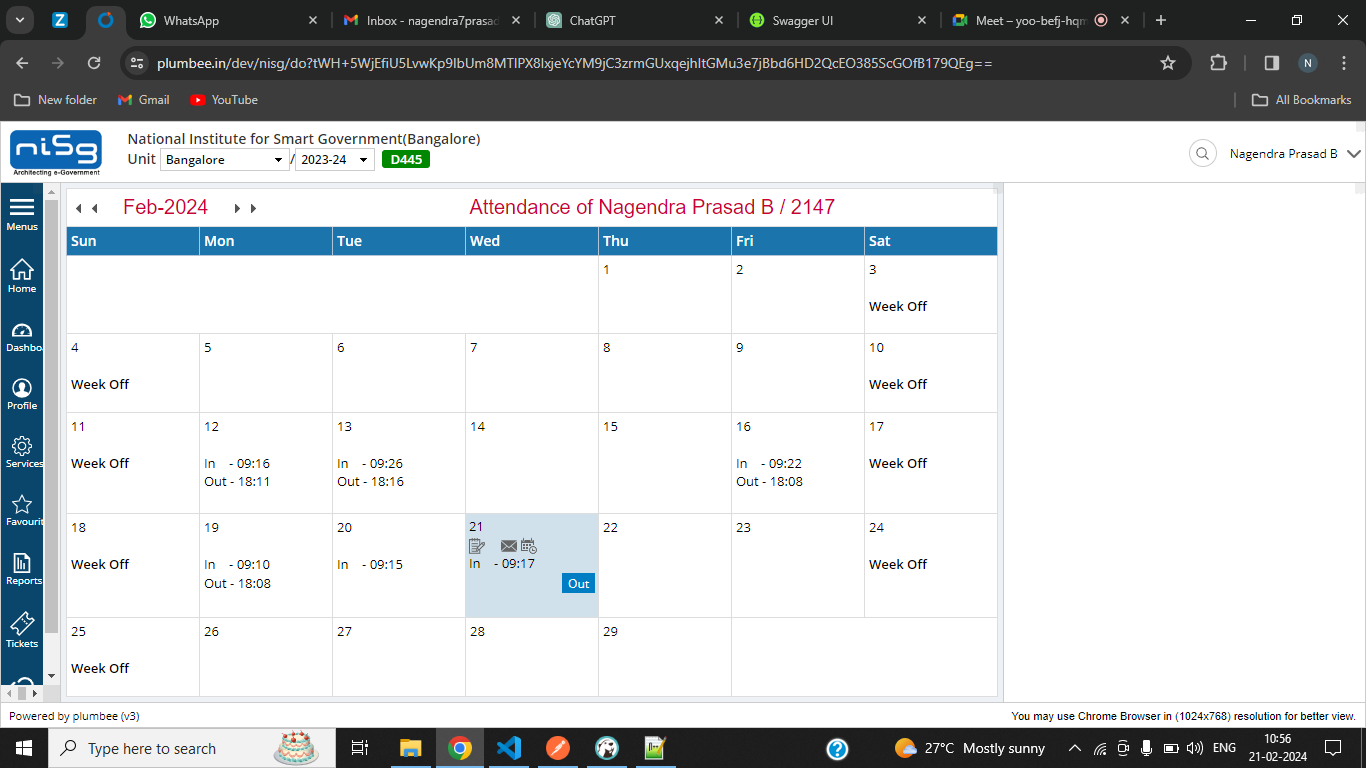 WhatsApp
Inbox - nagendra7prasad
ChatGPT
Swagger UI
Meet – yoo-befj-hqm
plumbee.in/dev/nisg/do?tWH+5WjEfiU5LvwKp9IbUm8MTIPX8IxjeYcYM9jC3zrmGUxqejhItGMu3e7jBbd6HD2QcEO385ScGOfB179QEg==
N
New folder
Gmail
YouTube
All Bookmarks
nisg
Architecting e-Government
National Institute for Smart Government(Bangalore)
Unit Bangalore / 2023-24 D445
Nagendra Prasad B
Menus
Home
Dashbo
Profile
Services
Favourit
Reports
Tickets
Feb-2024
Attendance of Nagendra Prasad B / 2147
Sun Mon Tue Wed Thu Fri Sat
1 2 3
Week Off
4 5 6 7 8 9 10
Week Off Week Off
11 12 13 14 15 16 17
Week Off In - 09:16 In - 09:26 In - 09:22 Week Off
Out - 18:11 Out - 18:16 Out - 18:08
18 19 20 21 22 23 24
Week Off In - 09:10 In - 09:15 In - 09:17 Week Off
Out - 18:08 Out
25 26 27 28 29
Week Off
Powered by plumbee (v3)
You may use Chrome Browser in (1024x768) resolution for better view.
Type here to search
27°C Mostly sunny
ENG
10:56
21-02-2024